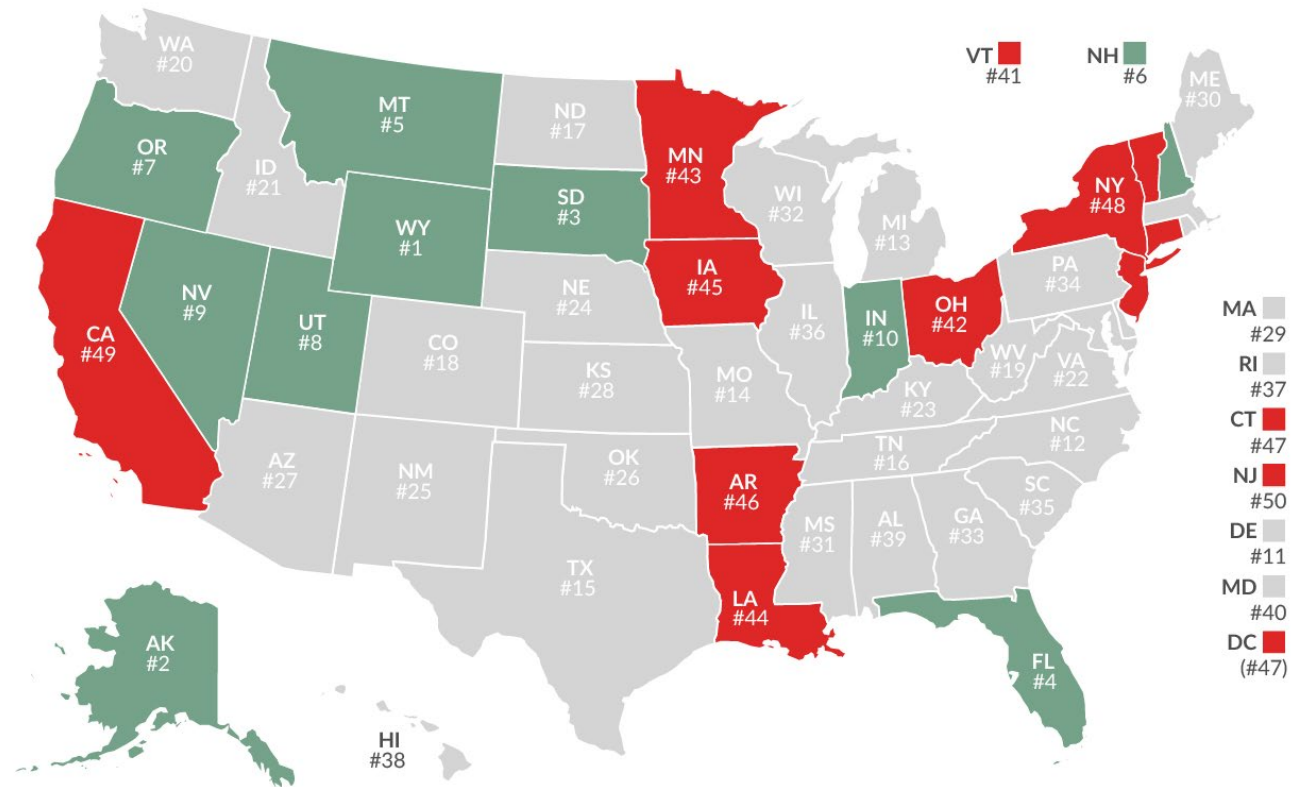 WA
#20
VT
#41
NH
#6
ME
#30
MT
#5
ND
#17
OR
#7
ID
#21
MN
#43
SD
#3
WI
#32
MI
#13
NY
#48
WY
#1
IA
#45
PA
#34
NV
#9
NE
#24
CA
#49
UT
#8
CO
#18
IL
#36
IN
#10
OH
#42
MA
#29
WV
#19
VA
#22
RI
#37
KS
#28
MO
#14
KY
#23
CT
#47
NC
#12
TN
#16
AZ
#27
NM
#25
OK
#26
AR
#46
SC
#35
NJ
#50
MS
#31
AL
#39
GA
#33
DE
#11
TX
#15
LA
#44
MD
#40
DC
(#47)
AK
#2
FL
#4
HI
#38